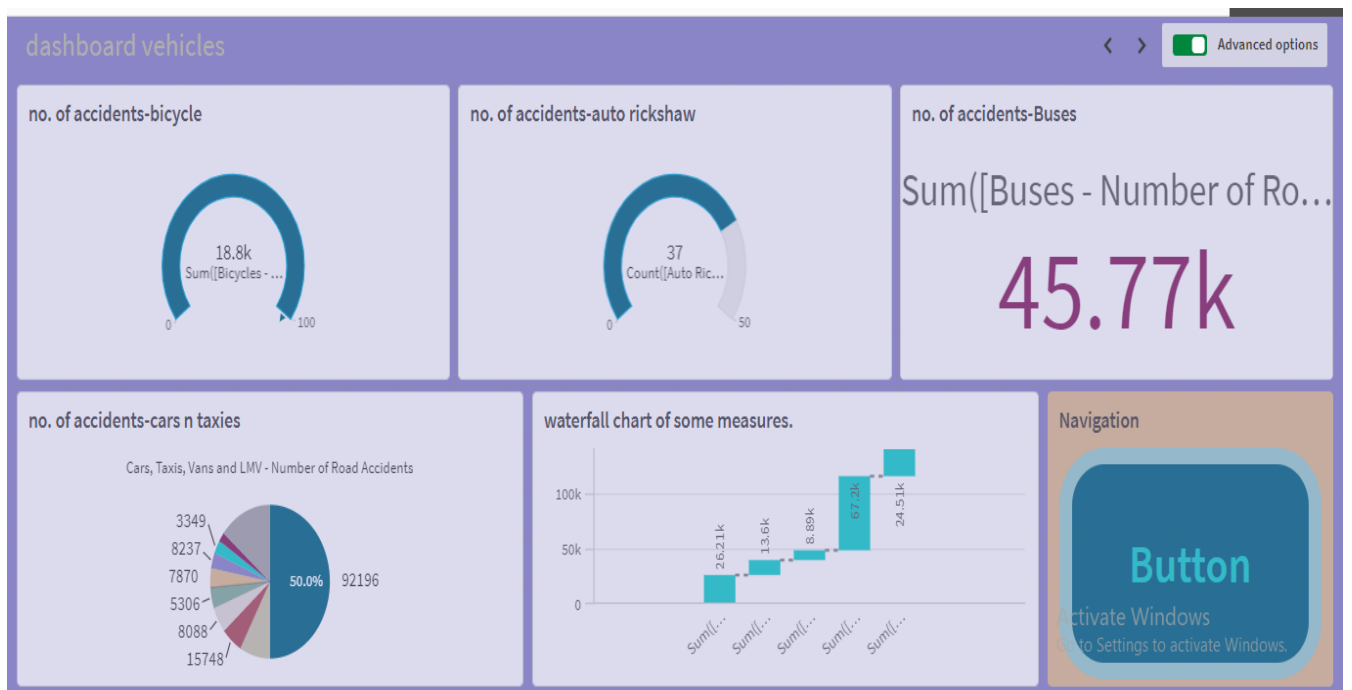 dashboard vehicles
Advanced options
no. of accidents-bicycle
18.8k
Sum([Bicycles - ...
0
100
no. of accidents-auto rickshaw
37
Count([Auto Ric...
0
50
no. of accidents-Buses
Sum([Buses - Number of Ro...
45.77k
no. of accidents-cars n taxies
Cars, Taxis, Vans and LMV - Number of Road Accidents
3349
8237
7870
5306
8088
15748
50.0%
92196
waterfall chart of some measures.
100k
50k
0
26.21k
13.6k
8.89k
67.2k
24.51k
Sum([...
Sum([...
Sum([...
Sum([...
Sum([...
Navigation
Button
Activate Windows
Go to Settings to activate Windows.